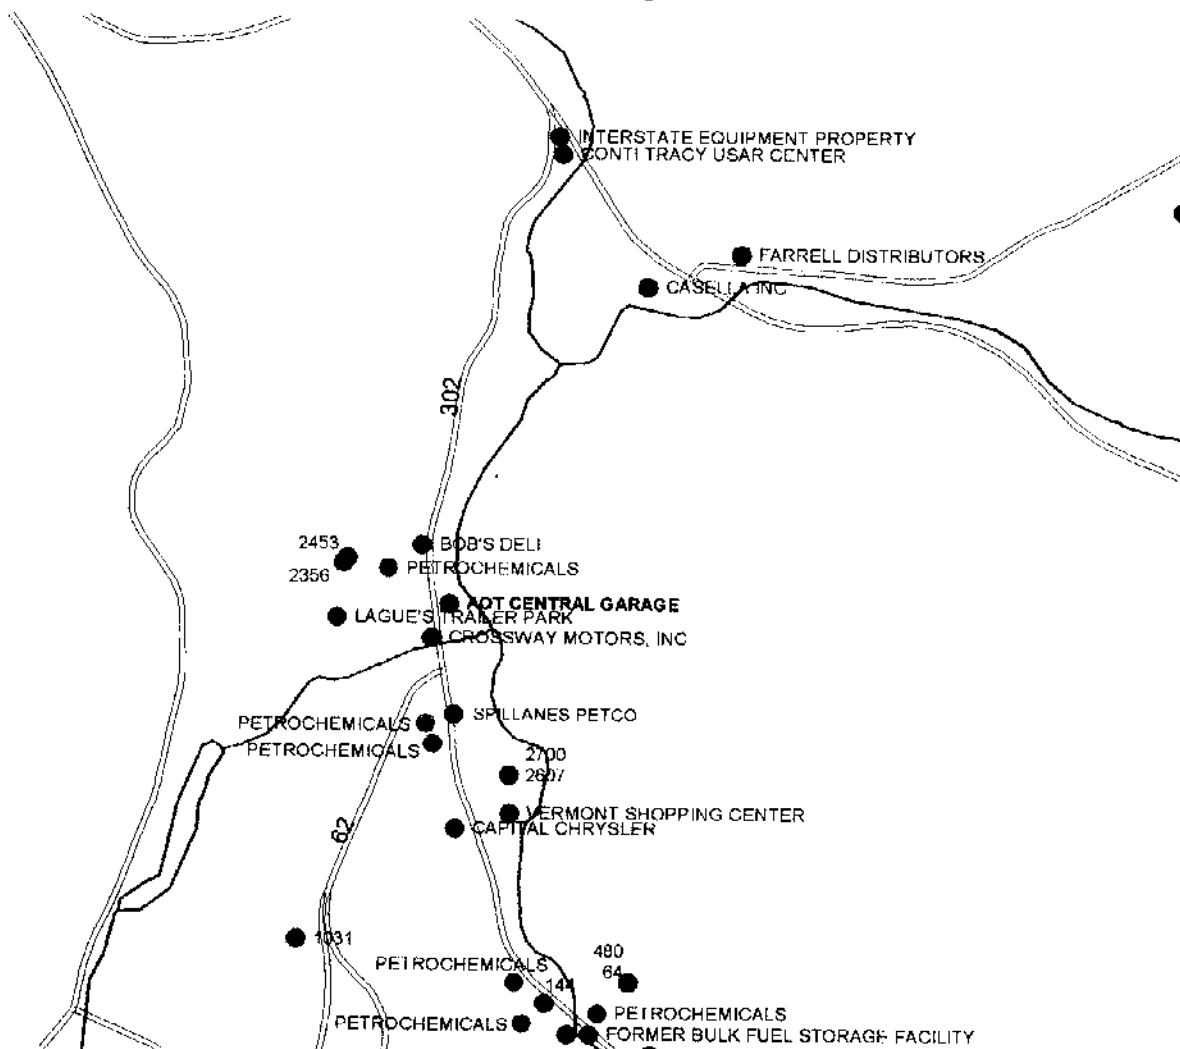 INTERSTATE EQUIPMENT PROPERTY
CONTI TRACY USAR CENTER
FARRELL DISTRIBUTORS
CASELLA INC
302
BOB'S DELI
2453
PETROCHEMICALS
2356
AOT CENTRAL GARAGE
LAGUE'S TRAILER PARK
CROSSWAY MOTORS, INC
SPILLANES PETCO
PETROCHEMICALS
PETROCHEMICALS
2700
2607
VERMONT SHOPPING CENTER
CAPITAL CHRYSLER
62
1031
480
PETROCHEMICALS
64
144
PETROCHEMICALS
PETROCHEMICALS
FORMER BULK FUEL STORAGE FACILITY